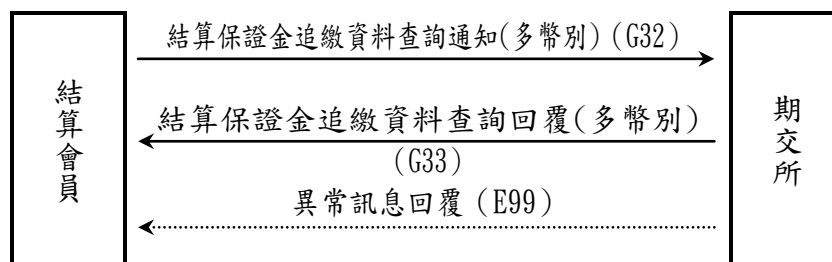 結算保證金追繳資料查詢通知(多幣別)(G32)
結算會員
結算保證金追繳資料查詢回覆(多幣別)
(G33)
異常訊息回覆(E99)
期交所